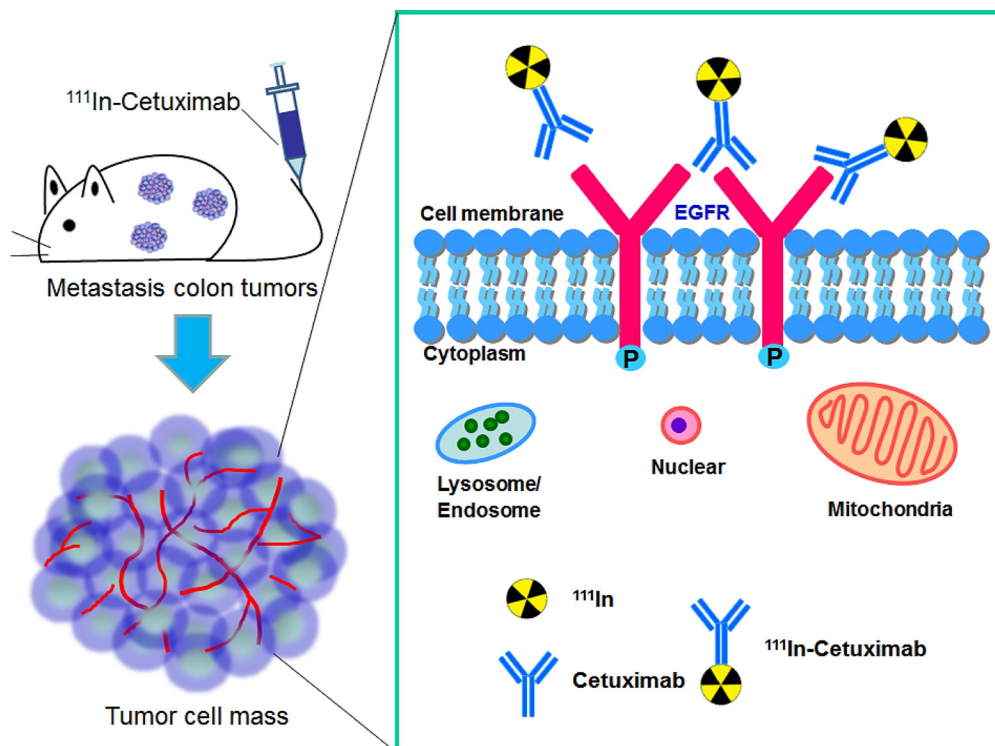 ¹¹¹In-Cetuximab
Metastasis colon tumors
Tumor cell mass
Cell membrane
EGFR
Cytoplasm
P
P
Lysosome/
Endosome
Nuclear
Mitochondria
¹¹¹In
Cetuximab
¹¹¹In-Cetuximab